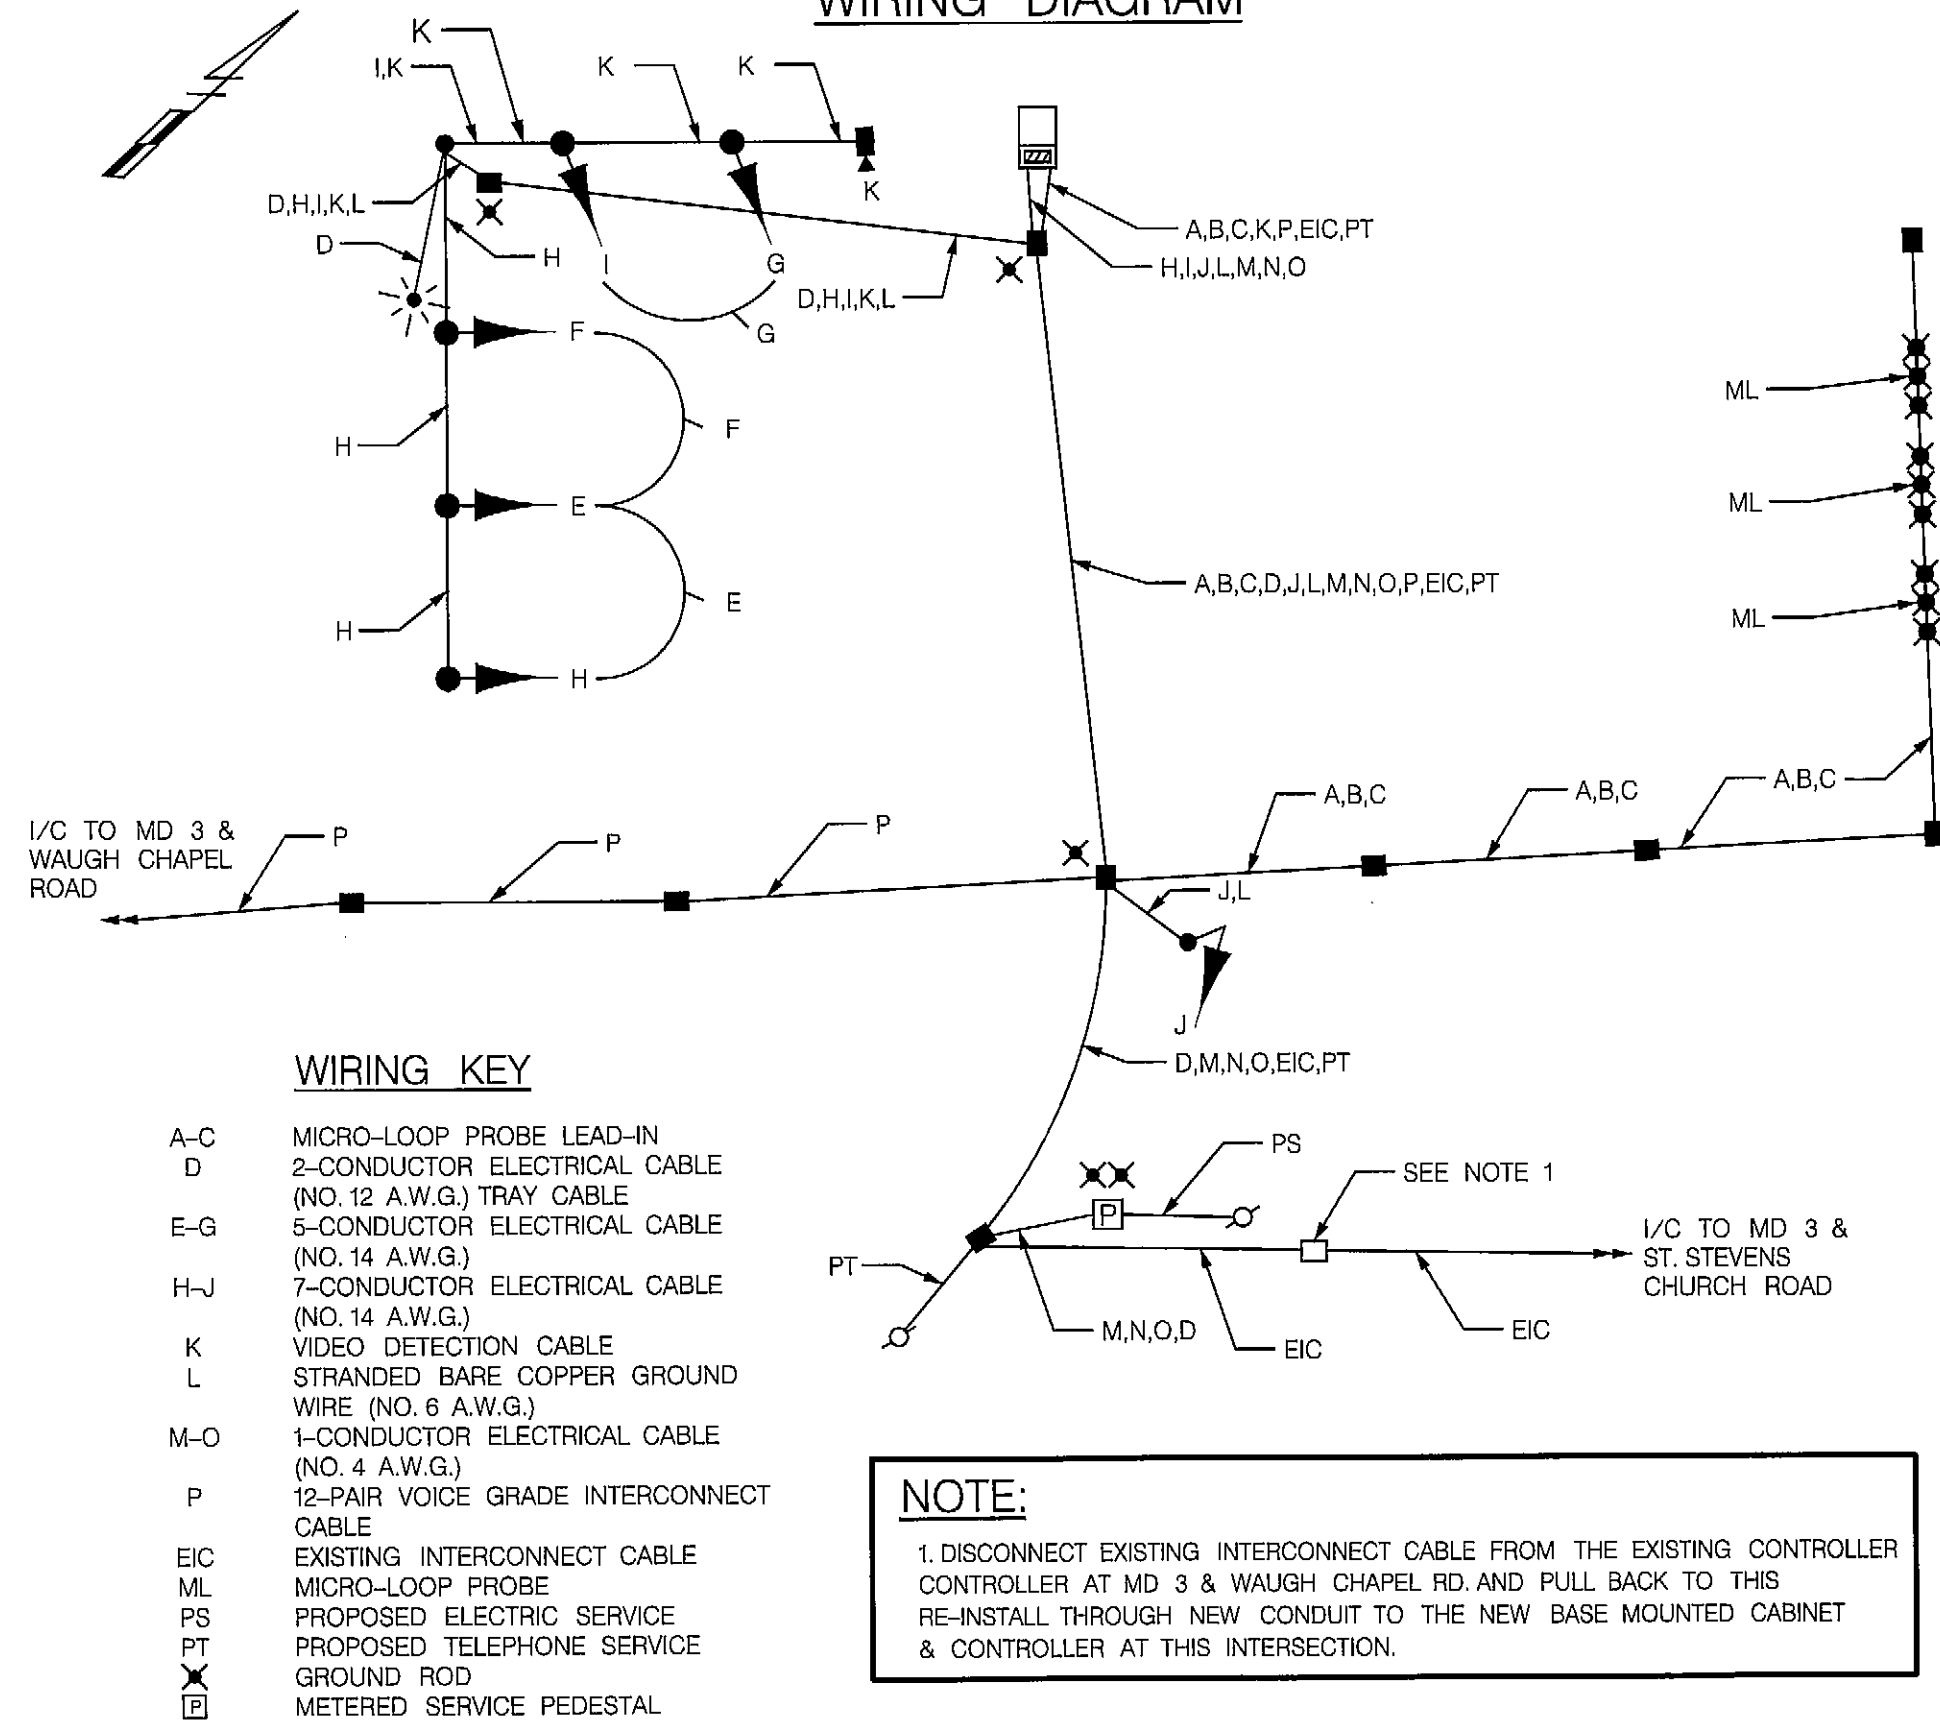 WIRING DIAGRAM
K
I,K
K
K
K
D,H,I,K,L
D
H
I
G
G
D,H,I,K,L
A,B,C,K,P,EIC,PT
H,I,J,L,M,N,O
F
F
H
E
E
H
H
ML
ML
ML
A,B,C,D,J,L,M,N,O,P,EIC,PT
A,B,C
A,B,C
A,B,C
I/C TO MD 3 &
WAUGH CHAPEL
ROAD
P
P
P
J,L
J
D,M,N,O,EIC,PT
PS
SEE NOTE 1
P
PT
M,N,O,D
EIC
EIC
I/C TO MD 3 &
ST. STEVENS
CHURCH ROAD
WIRING KEY
A-C MICRO-LOOP PROBE LEAD-IN
D 2-CONDUCTOR ELECTRICAL CABLE
(NO. 12 A.W.G.) TRAY CABLE
E-G 5-CONDUCTOR ELECTRICAL CABLE
(NO. 14 A.W.G.)
H-J 7-CONDUCTOR ELECTRICAL CABLE
(NO. 14 A.W.G.)
K VIDEO DETECTION CABLE
L STRANDED BARE COPPER GROUND
WIRE (NO. 6 A.W.G.)
M-O 1-CONDUCTOR ELECTRICAL CABLE
(NO. 4 A.W.G.)
P 12-PAIR VOICE GRADE INTERCONNECT
CABLE
EIC EXISTING INTERCONNECT CABLE
ML MICRO-LOOP PROBE
PS PROPOSED ELECTRIC SERVICE
PT PROPOSED TELEPHONE SERVICE
GROUND ROD
P METERED SERVICE PEDESTAL
NOTE:
1. DISCONNECT EXISTING INTERCONNECT CABLE FROM THE EXISTING CONTROLLER
CONTROLLER AT MD 3 & WAUGH CHAPEL RD. AND PULL BACK TO THIS
RE-INSTALL THROUGH NEW CONDUIT TO THE NEW BASE MOUNTED CABINET
& CONTROLLER AT THIS INTERSECTION.